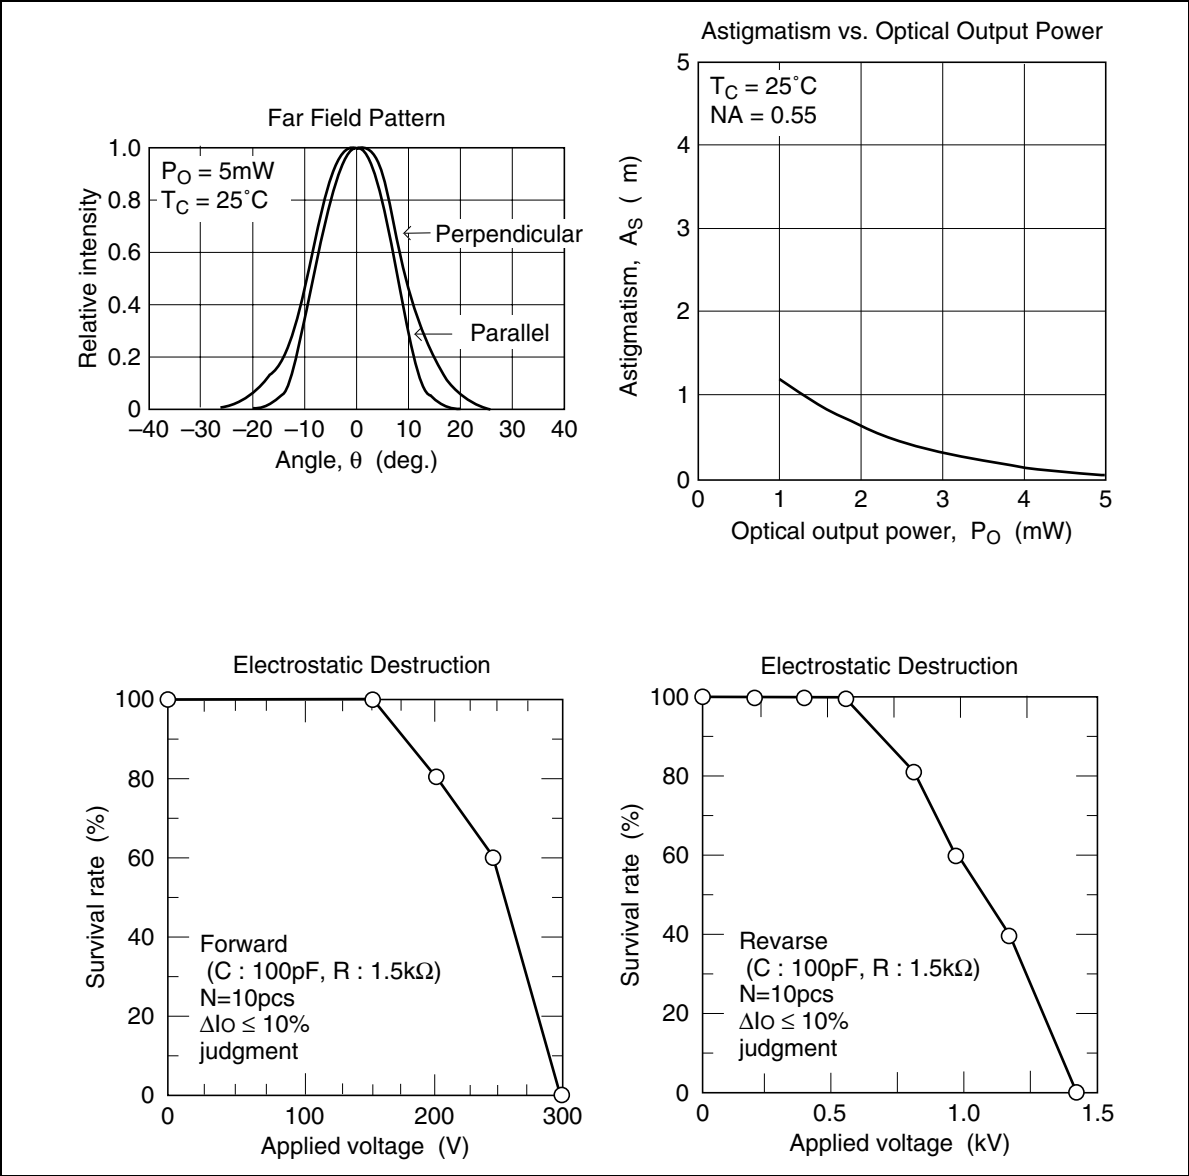 Far Field Pattern
1.0
0.8
0.6
0.4
0.2
0
Relative intensity
PO = 5mW
TC = 25˚C
Perpendicular
Parallel
–40 –30 –20 –10 0 10 20 30 40
Angle, θ (deg.)
Astigmatism vs. Optical Output Power
5
4
3
2
1
0
Astigmatism, AS ( m)
TC = 25˚C
NA = 0.55
0 1 2 3 4 5
Optical output power, PO (mW)
Electrostatic Destruction
100
80
60
40
20
0
Survival rate (%)
Forward
(C : 100pF, R : 1.5kΩ)
N=10pcs
ΔIO ≤ 10%
judgment
0 100 200 300
Applied voltage (V)
Electrostatic Destruction
100
80
60
40
20
0
Survival rate (%)
Revarse
(C : 100pF, R : 1.5kΩ)
N=10pcs
ΔIO ≤ 10%
judgment
0 0.5 1.0 1.5
Applied voltage (kV)